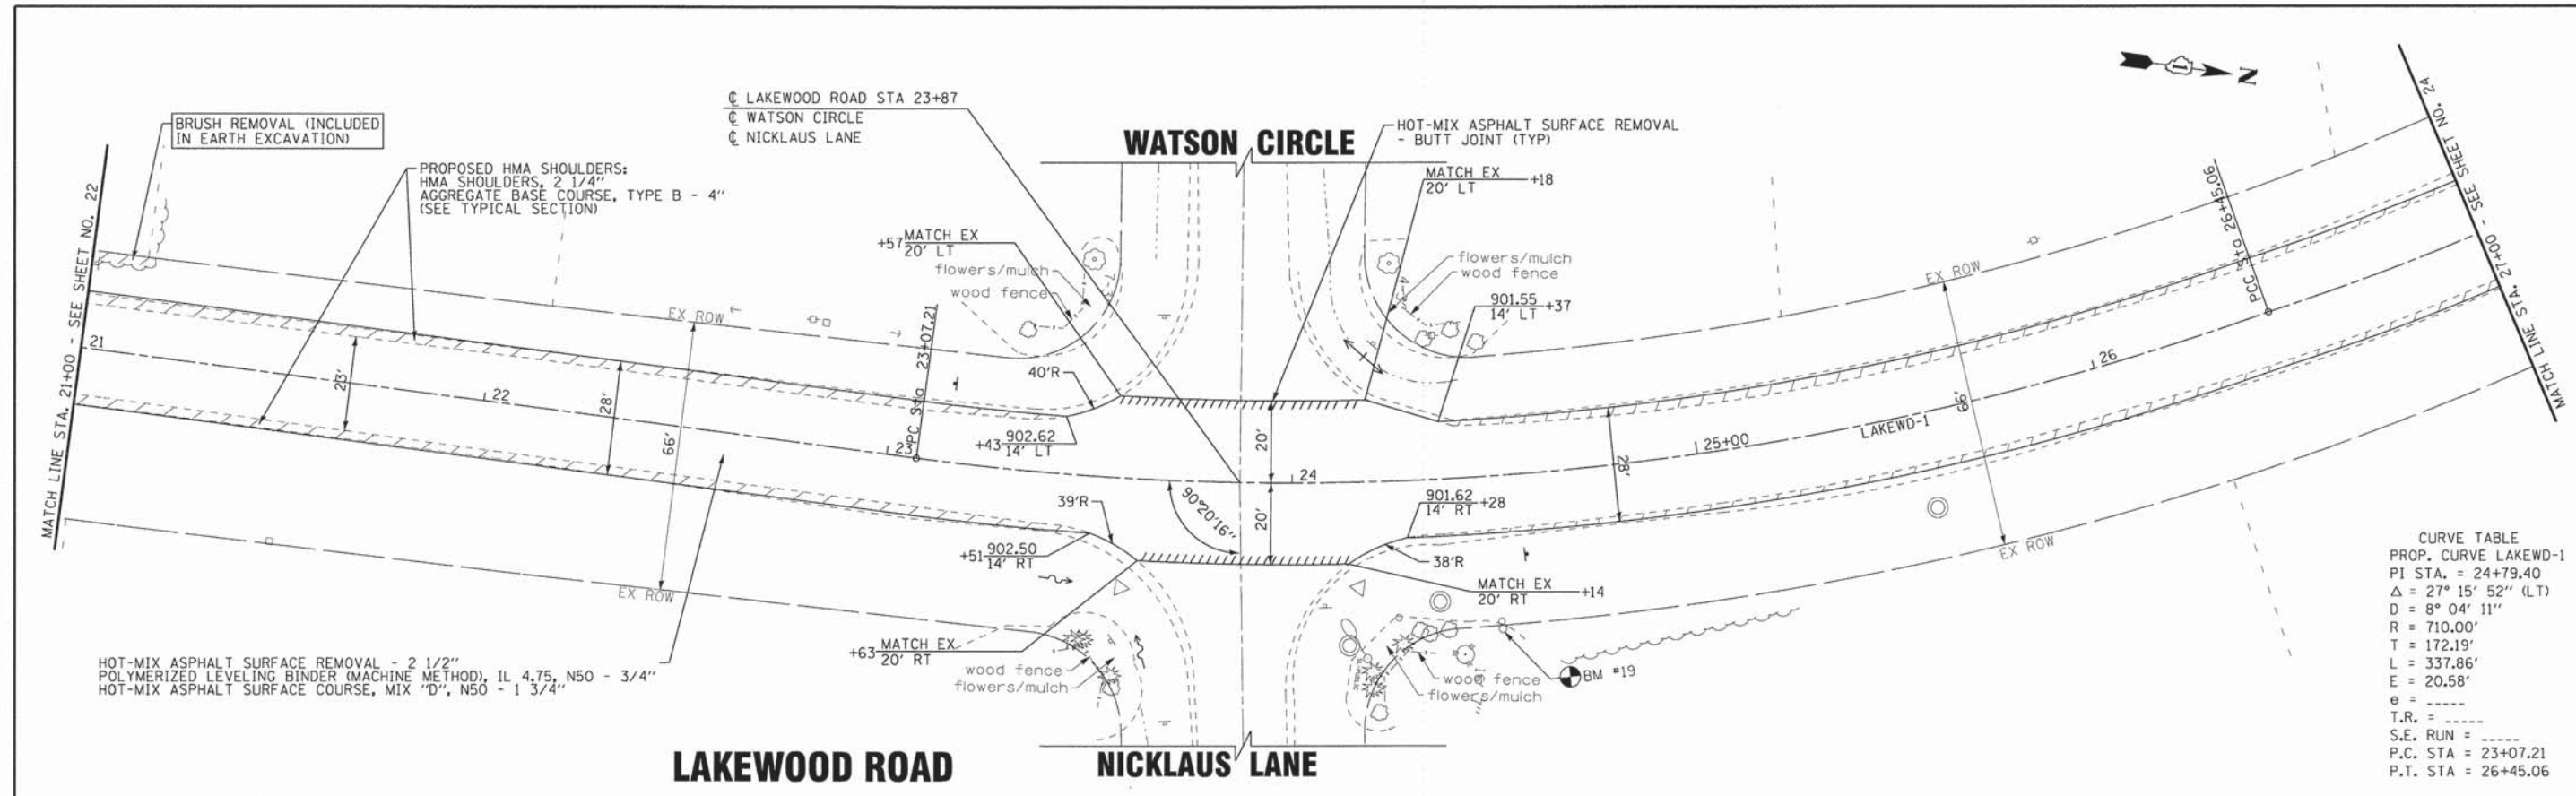 BRUSH REMOVAL (INCLUDED
IN EARTH EXCAVATION)
PROPOSED HMA SHOULDERS:
HMA SHOULDERS, 2 1/4"
AGGREGATE BASE COURSE, TYPE B - 4"
(SEE TYPICAL SECTION)
℄ LAKEWOOD ROAD STA 23+87
℄ WATSON CIRCLE
℄ NICKLAUS LANE
WATSON CIRCLE
HOT-MIX ASPHALT SURFACE REMOVAL
- BUTT JOINT (TYP)
MATCH EX
20' LT
+18
N
MATCH LINE STA. 21+00 - SEE SHEET NO. 22
MATCH LINE STA. 27+00 - SEE SHEET NO. 24
+57
MATCH EX
20' LT
flowers/mulch
wood fence
flowers/mulch
wood fence
901.55
14' LT
+37
PCC Sta 26+45.06
EX ROW
EX ROW
PC Sta 23+07.21
21
22
23
24
25+00
26
LAKEWD-1
23'
28'
66'
40'R
+43
902.62
14' LT
20'
20'
90°20'16"
28'
66'
39'R
901.62
14' RT
+28
+51
902.50
14' RT
38'R
MATCH EX
20' RT
+14
EX ROW
EX ROW
+63
MATCH EX
20' RT
wood fence
flowers/mulch
wood fence
flowers/mulch
BM #19
HOT-MIX ASPHALT SURFACE REMOVAL - 2 1/2"
POLYMERIZED LEVELING BINDER (MACHINE METHOD), IL 4.75, N50 - 3/4"
HOT-MIX ASPHALT SURFACE COURSE, MIX "D", N50 - 1 3/4"
LAKEWOOD ROAD
NICKLAUS LANE
CURVE TABLE
PROP. CURVE LAKEWD-1
PI STA. = 24+79.40
Δ = 27° 15' 52" (LT)
D = 8° 04' 11"
R = 710.00'
T = 172.19'
L = 337.86'
E = 20.58'
e = -----
T.R. = -----
S.E. RUN = -----
P.C. STA = 23+07.21
P.T. STA = 26+45.06